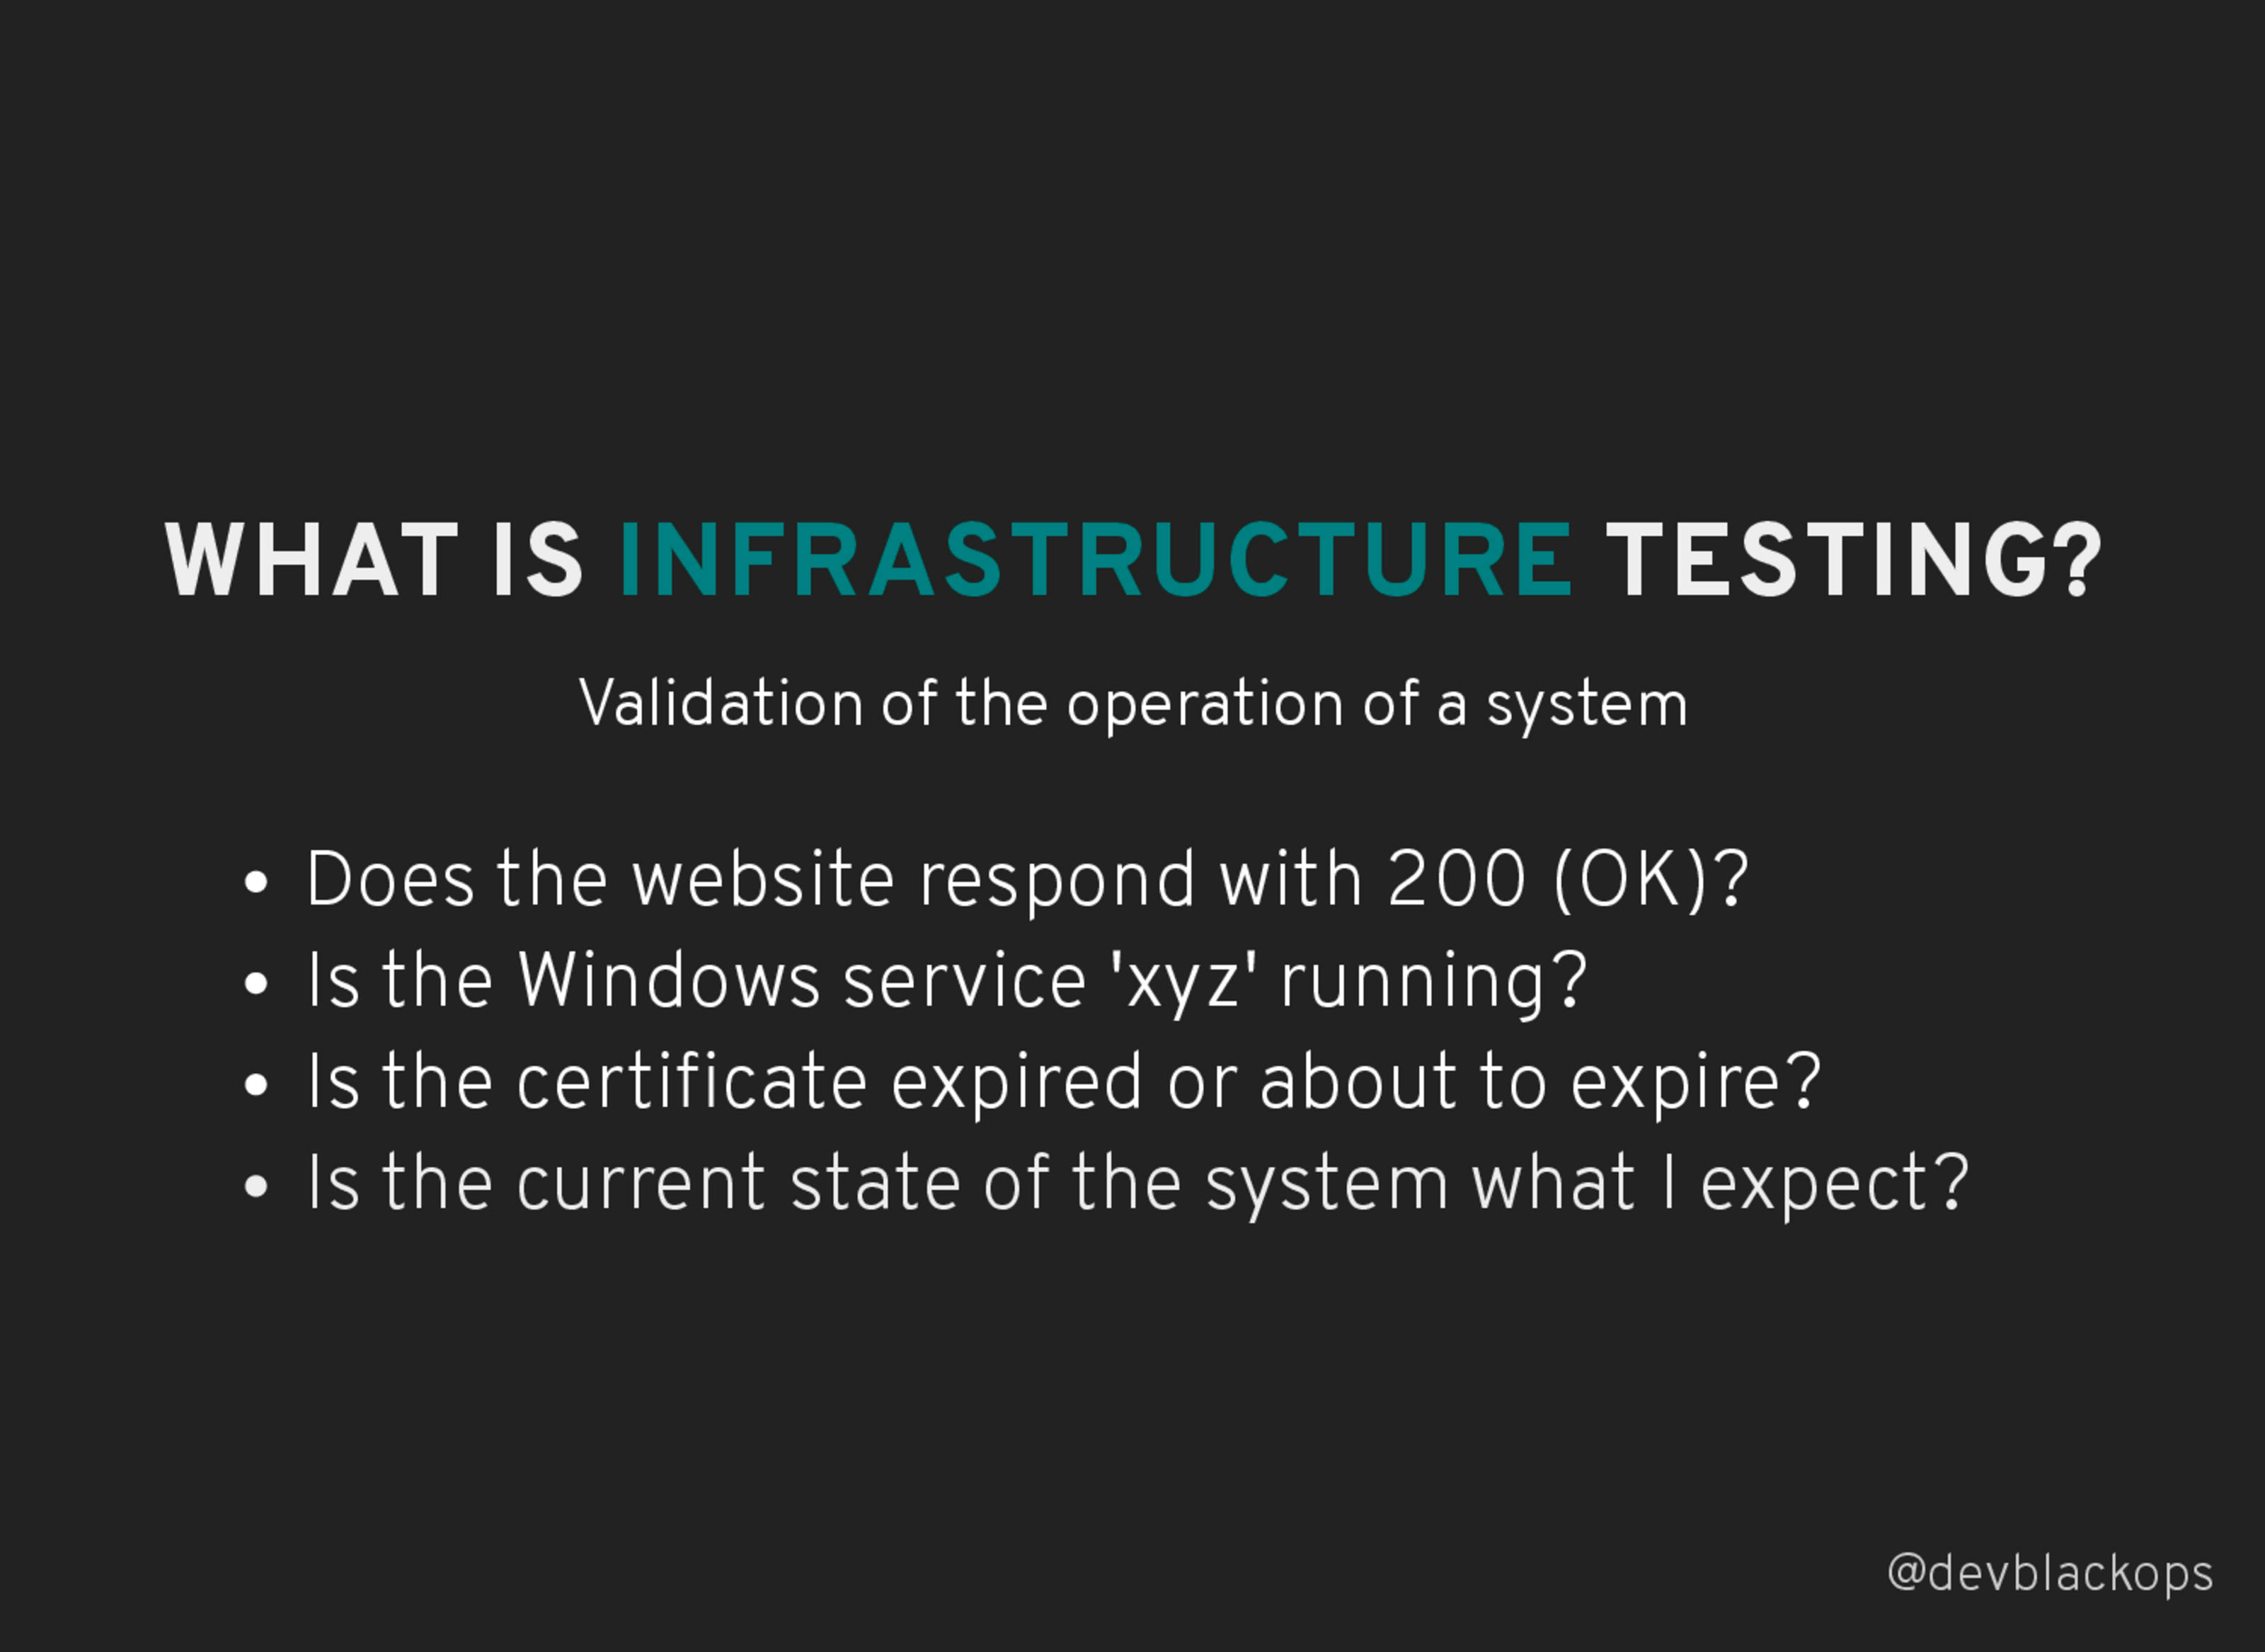 WHAT IS INFRASTRUCTURE TESTING?
Validation of the operation of a system
• Does the website respond with 200 (OK)?
• Is the Windows service 'xyz' running?
• Is the certificate expired or about to expire?
• Is the current state of the system what I expect?
@devblackops